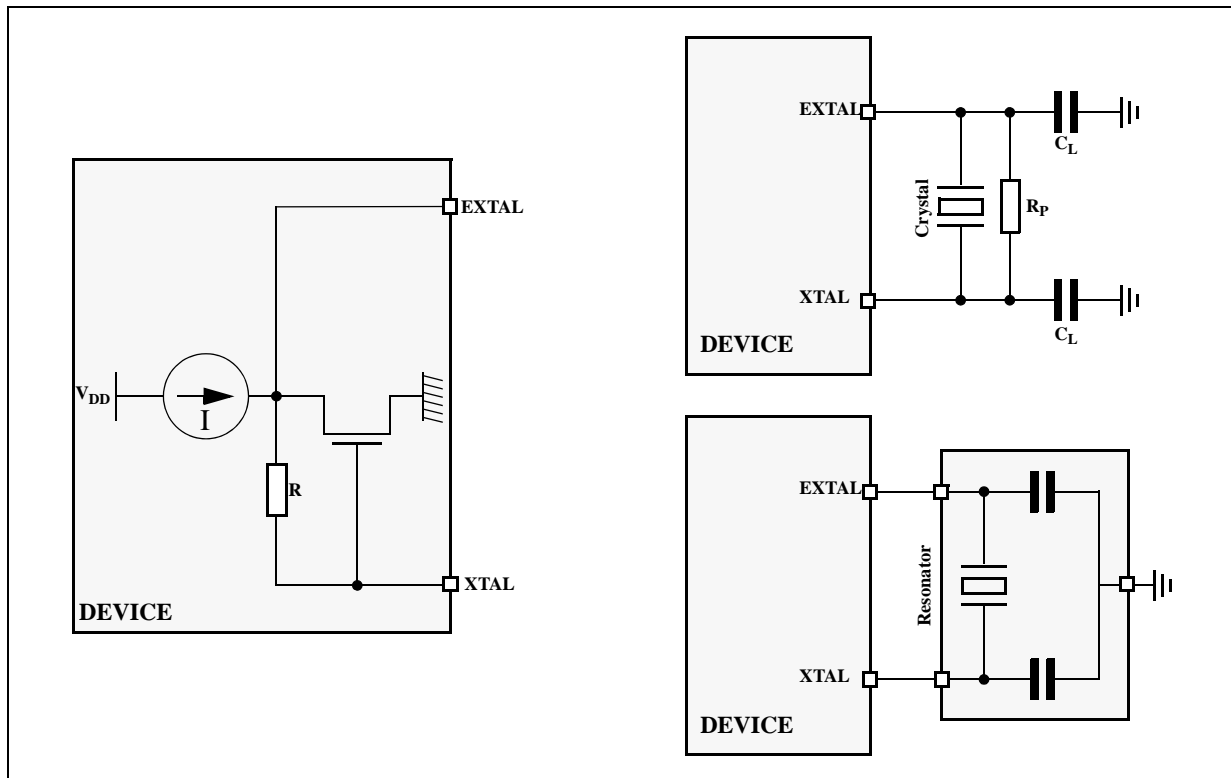 EXTAL
V_DD
I
R
XTAL
DEVICE
EXTAL
C_L
Crystal
R_P
XTAL
C_L
DEVICE
EXTAL
Resonator
XTAL
DEVICE